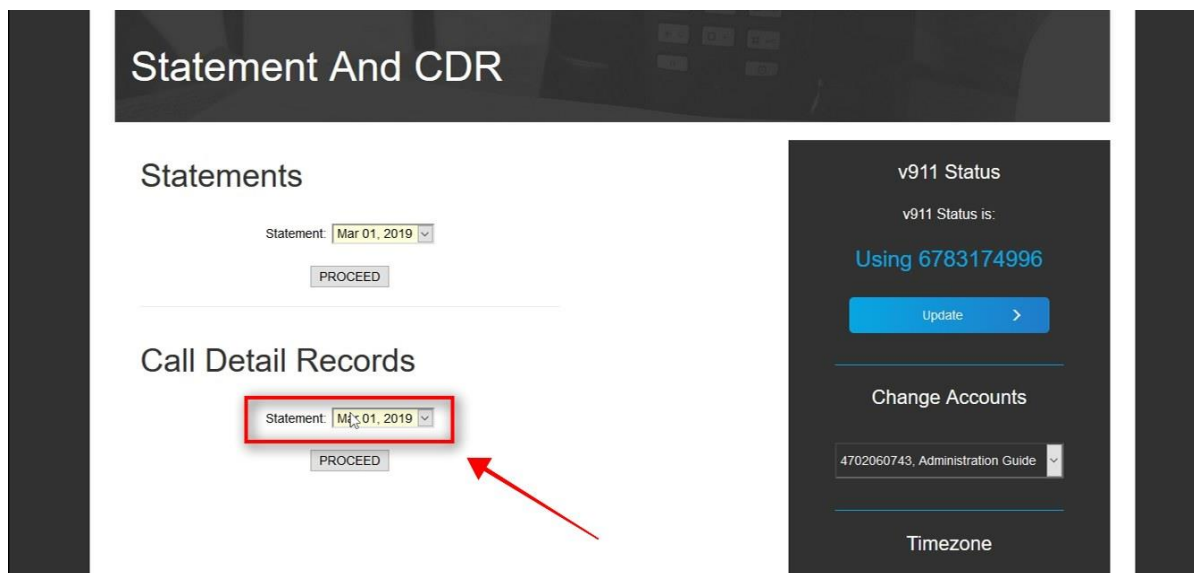 Statement And CDR
Statements
Statement: Mar 01, 2019
PROCEED
Call Detail Records
Statement: Mar 01, 2019
PROCEED
v911 Status
v911 Status is:
Using 6783174996
Update
Change Accounts
4702060743, Administration Guide
Timezone